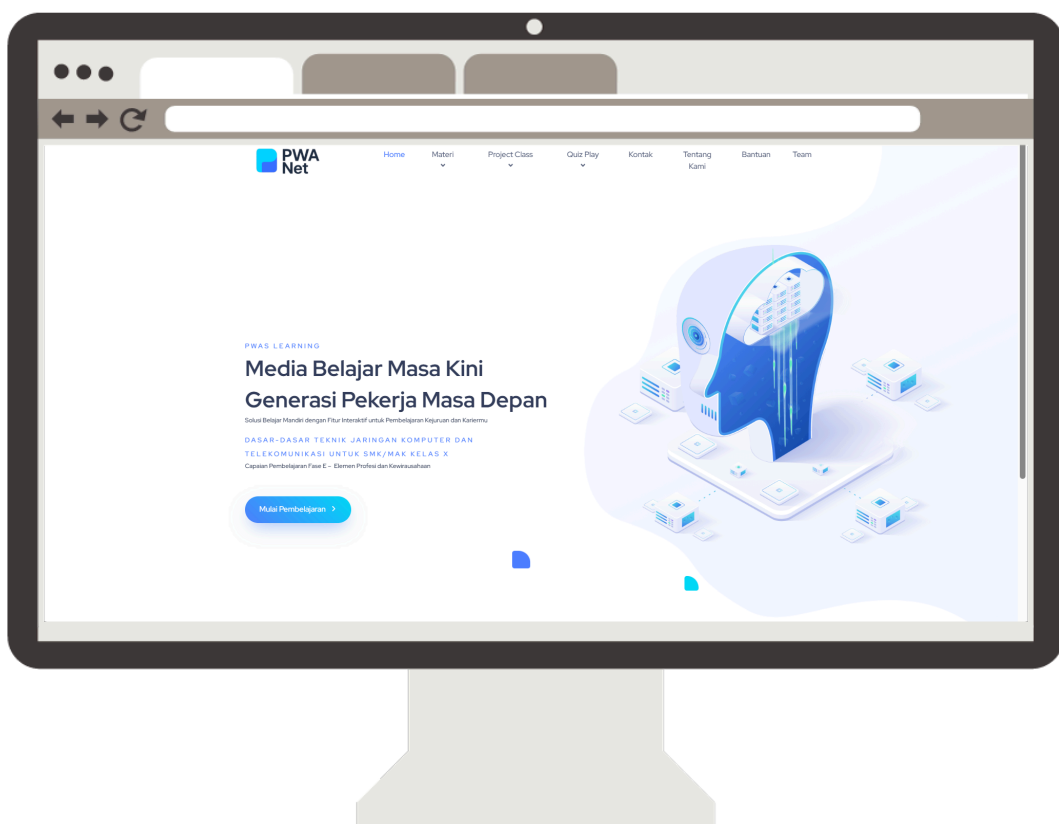 PWA
Net
Home
Materi
Project Class
Quiz Play
Kontak
Tentang
Kami
Bantuan
Team
PWAS LEARNING
Media Belajar Masa Kini
Generasi Pekerja Masa Depan
Solusi Belajar Mandiri dengan Fitur Interaktif untuk Pembelajaran Kejuruan dan Kariermu
DASAR-DASAR TEKNIK JARINGAN KOMPUTER DAN
TELEKOMUNIKASI UNTUK SMK/MAK KELAS X
Capaian Pembelajaran Fase E – Elemen Profesi dan Kewirausahaan
Mulai Pembelajaran